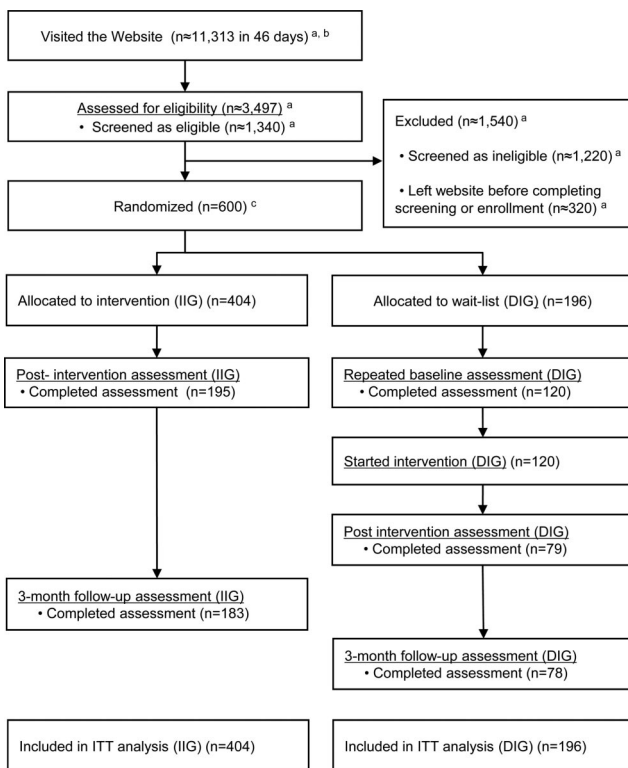 Visited the Website (n≈11,313 in 46 days) a, b
Assessed for eligibility (n≈3,497) a
• Screened as eligible (n≈1,340) a
Excluded (n≈1,540) a
• Screened as ineligible (n≈1,220) a
• Left website before completing
screening or enrollment (n≈320) a
Randomized (n=600) c
Allocated to intervention (IIG) (n=404)
Allocated to wait-list (DIG) (n=196)
Post- intervention assessment (IIG)
• Completed assessment (n=195)
Repeated baseline assessment (DIG)
• Completed assessment (n=120)
Started intervention (DIG) (n=120)
Post intervention assessment (DIG)
• Completed assessment (n=79)
3-month follow-up assessment (IIG)
• Completed assessment (n=183)
3-month follow-up assessment (DIG)
• Completed assessment (n=78)
Included in ITT analysis (IIG) (n=404)
Included in ITT analysis (DIG) (n=196)